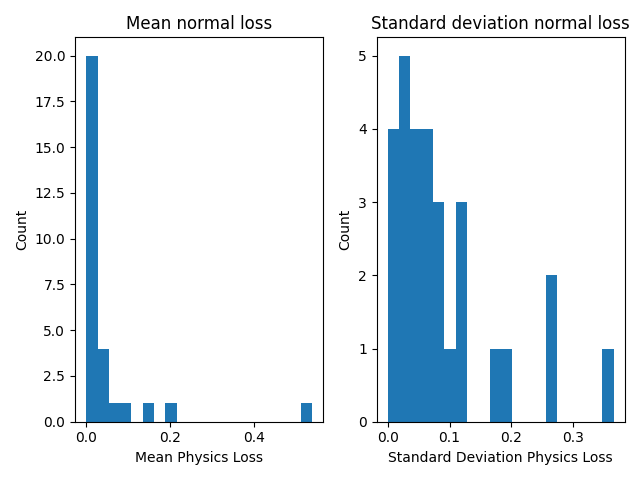 Mean normal loss
20.0
17.5
15.0
12.5
10.0
7.5
5.0
2.5
0.0
Count
0.0 0.2 0.4
Mean Physics Loss
Standard deviation normal loss
5
4
3
2
1
0
Count
0.0 0.1 0.2 0.3
Standard Deviation Physics Loss